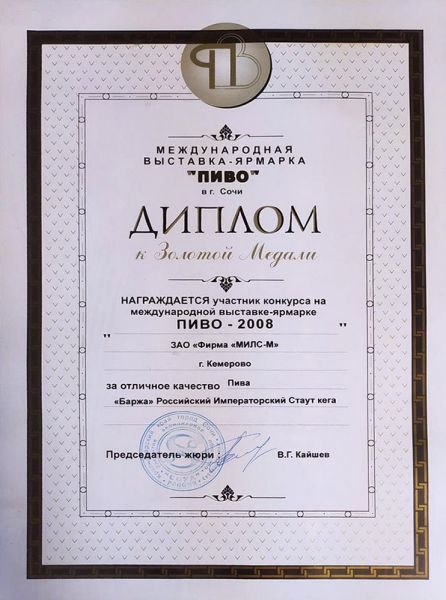 МЕЖДУНАРОДНАЯ
ВЫСТАВКА-ЯРМАРКА
"ПИВО"
в г. Сочи
ДИПЛОМ
к Золотой Медали
НАГРАЖДАЕТСЯ участник конкурса на
международной выставке-ярмарке
ПИВО - 2008 "
"
ЗАО «Фирма «МИЛС-М»
г. Кемерово
за отличное качество Пива
«Баржа» Российский Императорский Стаут кега
Председатель жюри : В.Г. Кайшев